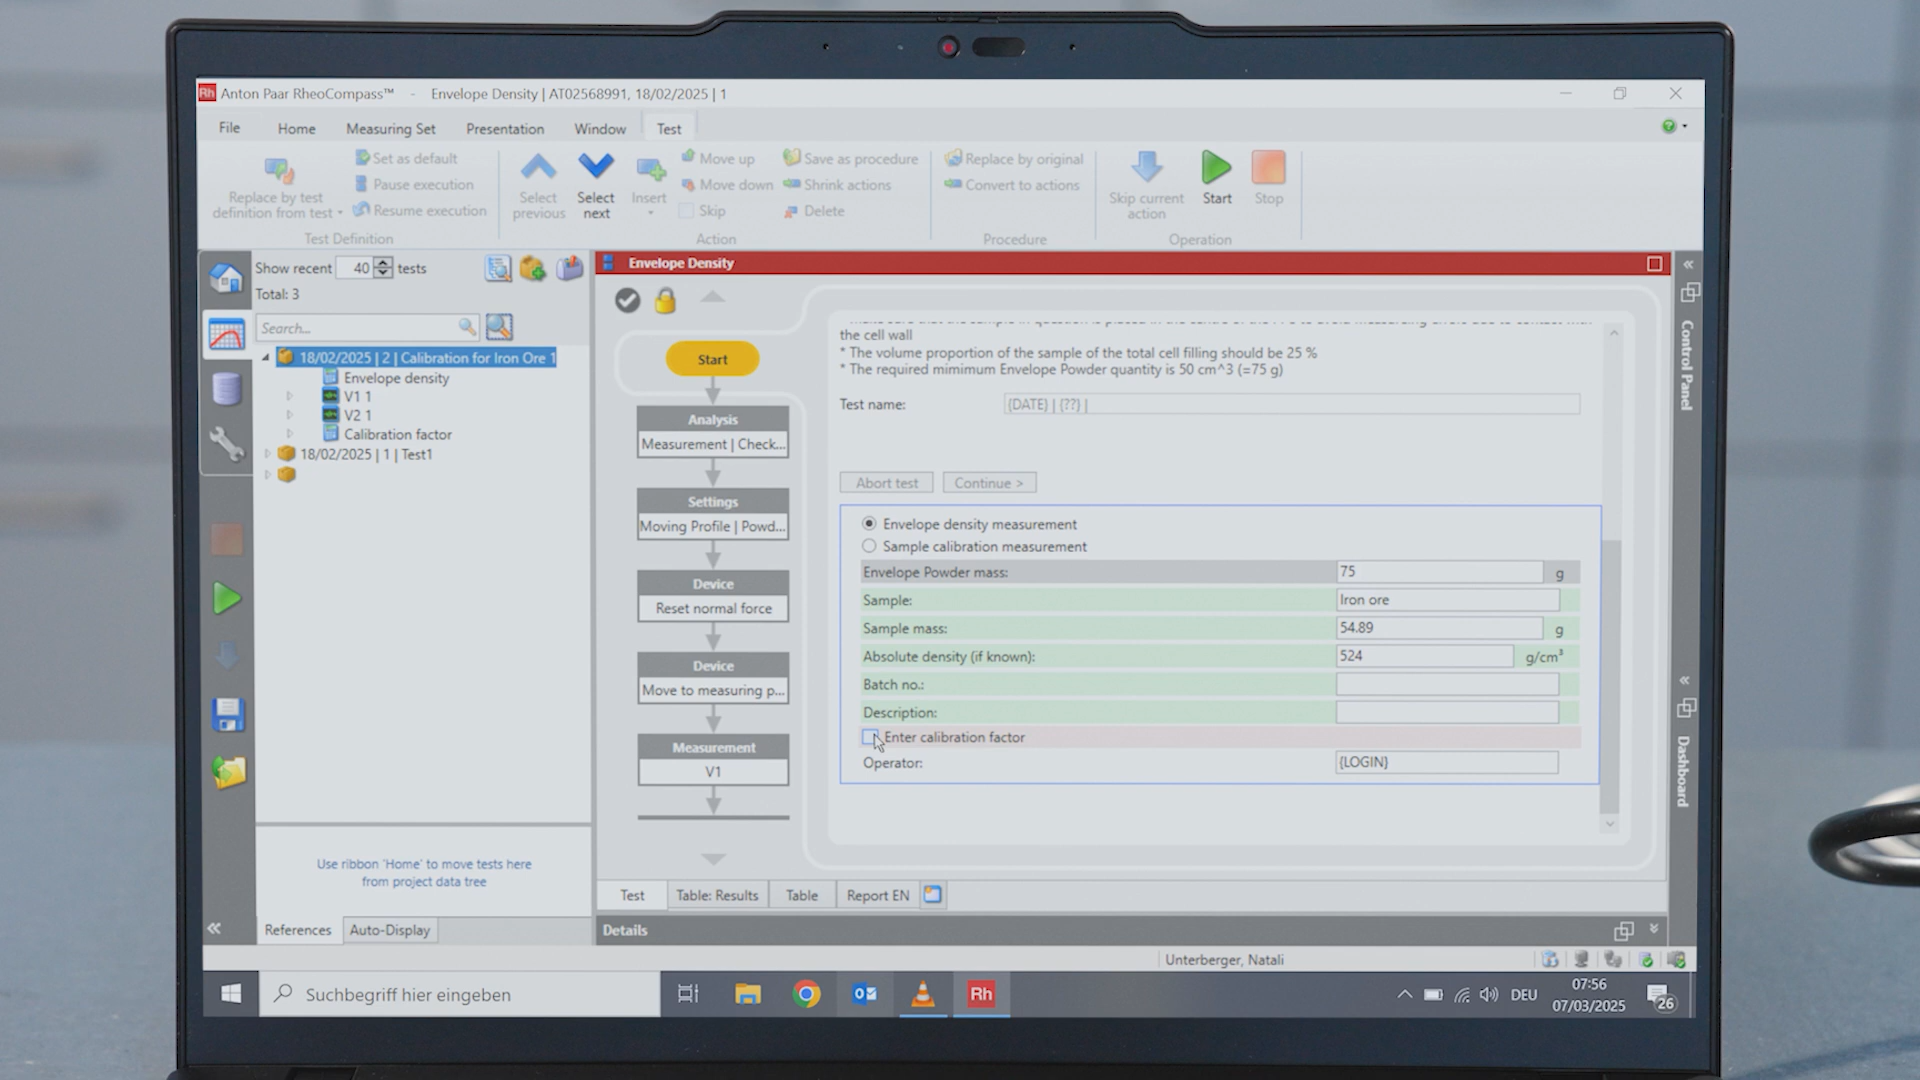 Rh Anton Paar RheoCompass™ - Envelope Density | AT02568991, 18/02/2025 | 1
File Home Measuring Set Presentation Window Test
Replace by test definition from test
Set as default
Pause execution
Resume execution
Test Definition
Select previous
Select next
Insert
Move up
Move down
Skip
Save as procedure
Shrink actions
Delete
Action
Replace by original
Convert to actions
Procedure
Skip current action
Start
Stop
Operation
Show recent 40 tests
Total: 3
Search...
18/02/2025 | 2 | Calibration for Iron Ore 1
Envelope density
V1 1
V2 1
Calibration factor
18/02/2025 | 1 | Test1
Use ribbon 'Home' to move tests here
from project data tree
References Auto-Display
Envelope Density
Start
Analysis
Measurement | Check...
Settings
Moving Profile | Powd...
Device
Reset normal force
Device
Move to measuring p...
Measurement
V1
the cell wall
* The volume proportion of the sample of the total cell filling should be 25 %
* The required mimimum Envelope Powder quantity is 50 cm^3 (=75 g)
Test name: {DATE} | {??} |
Abort test Continue >
Envelope density measurement
Sample calibration measurement
Envelope Powder mass: 75 g
Sample: Iron ore
Sample mass: 54.89 g
Absolute density (if known): 524 g/cm³
Batch no.:
Description:
Enter calibration factor
Operator: {LOGIN}
Test Table: Results Table Report EN
Details
Control Panel
Dashboard
Unterberger, Natali
Suchbegriff hier eingeben
Rh
DEU
07:56
07/03/2025
26